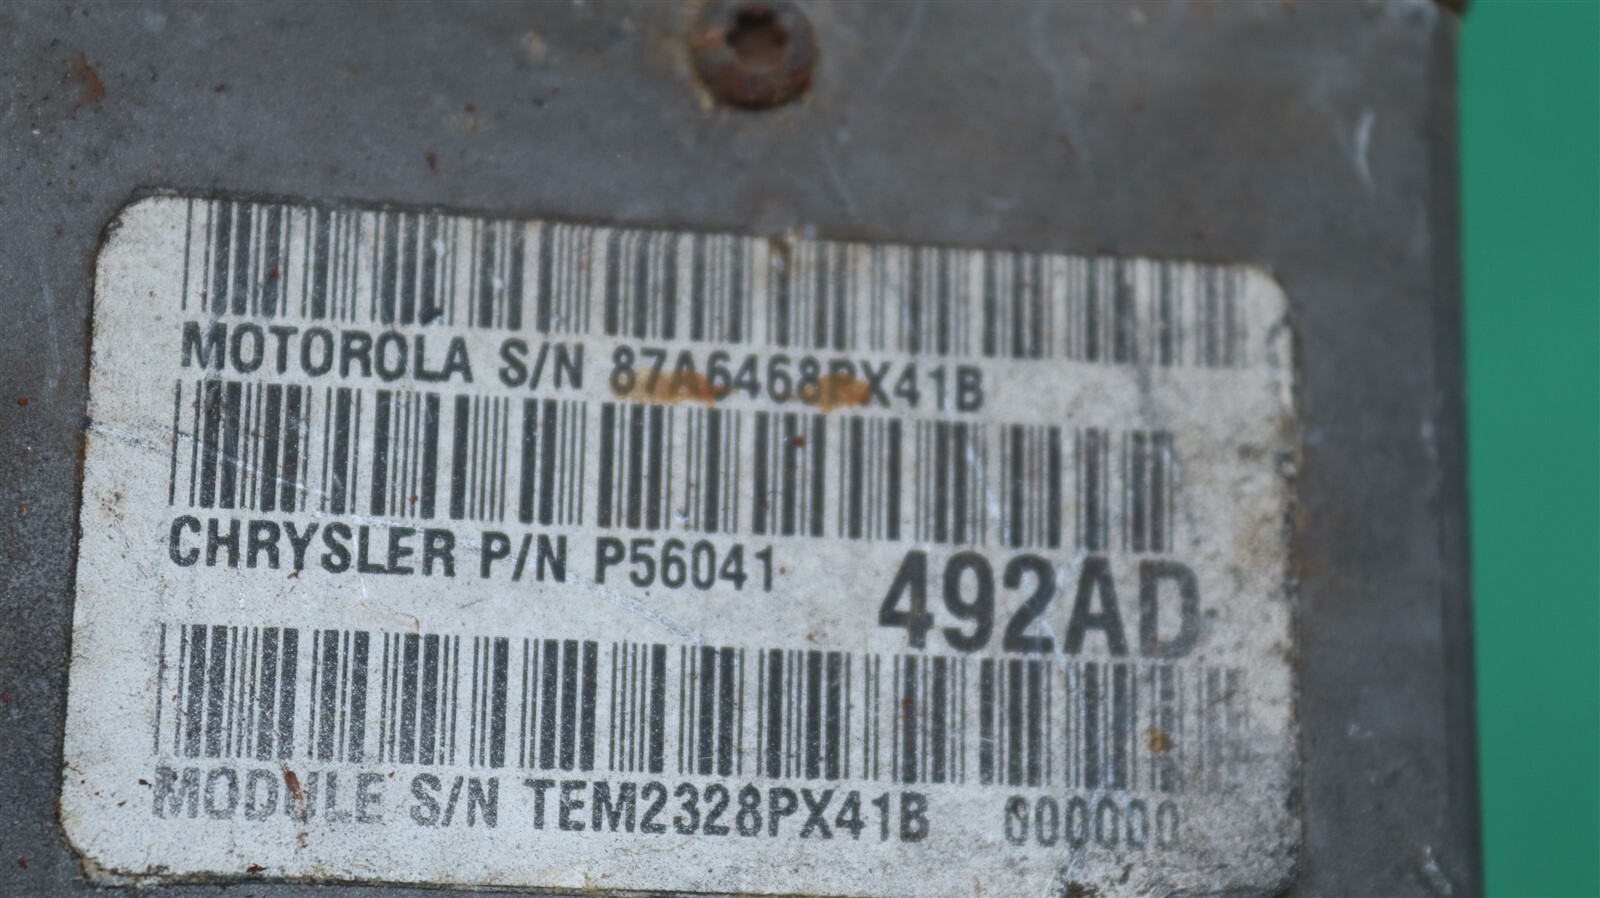 MOTOROLA S/N 87A6468PX41B
CHRYSLER P/N P56041 492AD
MODULE S/N TEM2328PX41B 000000